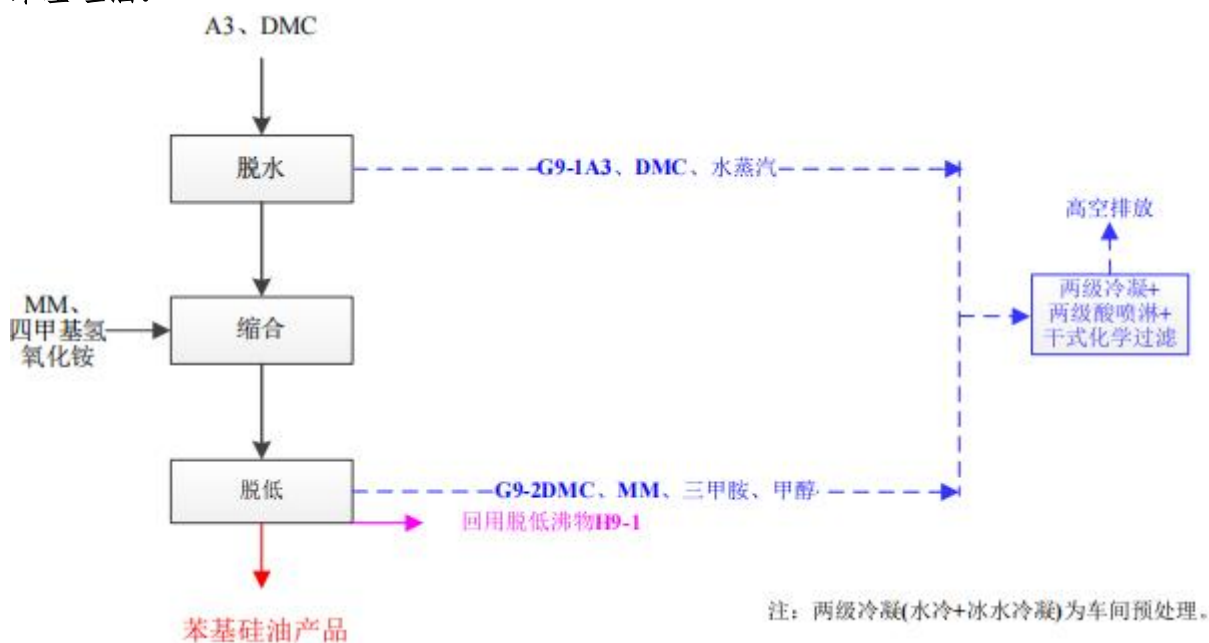 A3、DMC
脱水
G9-1A3、DMC、水蒸汽
高空排放
两级冷凝+
两级酸喷淋+
干式化学过滤
MM、
四甲基氢
氧化铵
缩合
脱低
G9-2DMC、MM、三甲胺、甲醇
回用脱低沸物H9-1
苯基硅油产品
注：两级冷凝(水冷+冰水冷凝)为车间预处理。